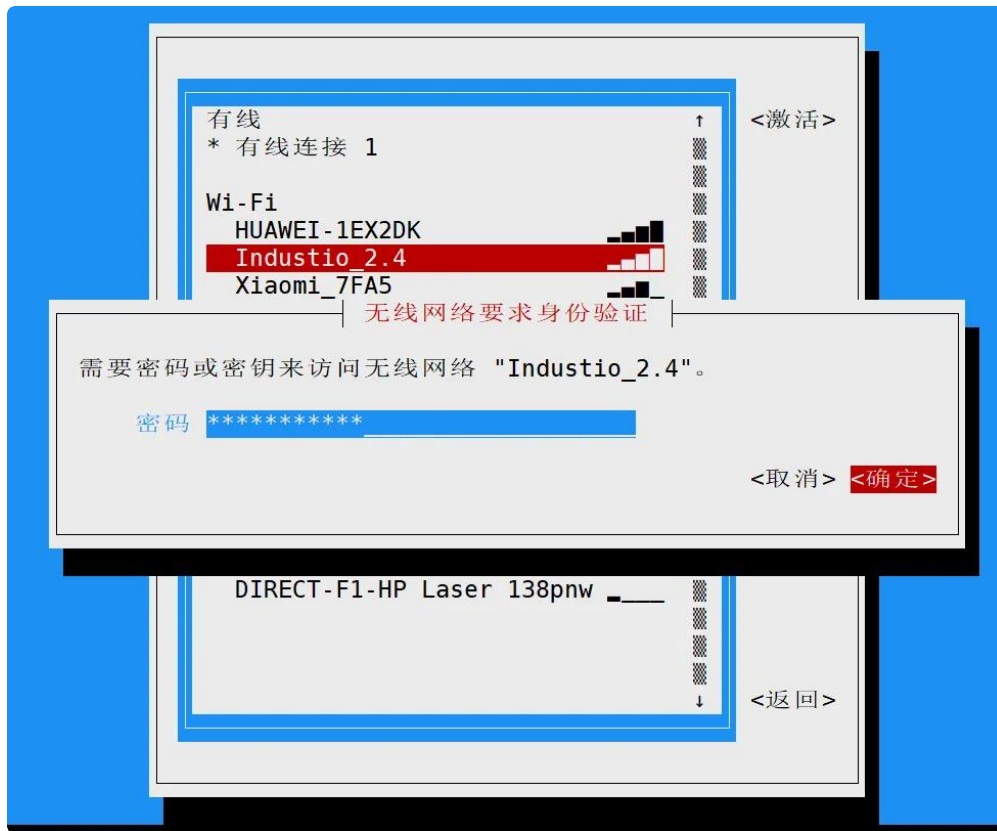 有线 <激活>
* 有线连接 1
Wi-Fi
HUAWEI-1EX2DK
Industio_2.4
Xiaomi_7FA5
无线网络要求身份验证
需要密码或密钥来访问无线网络 "Industio_2.4"。
密码 ***********
<取消> <确定>
DIRECT-F1-HP Laser 138pnw
<返回>